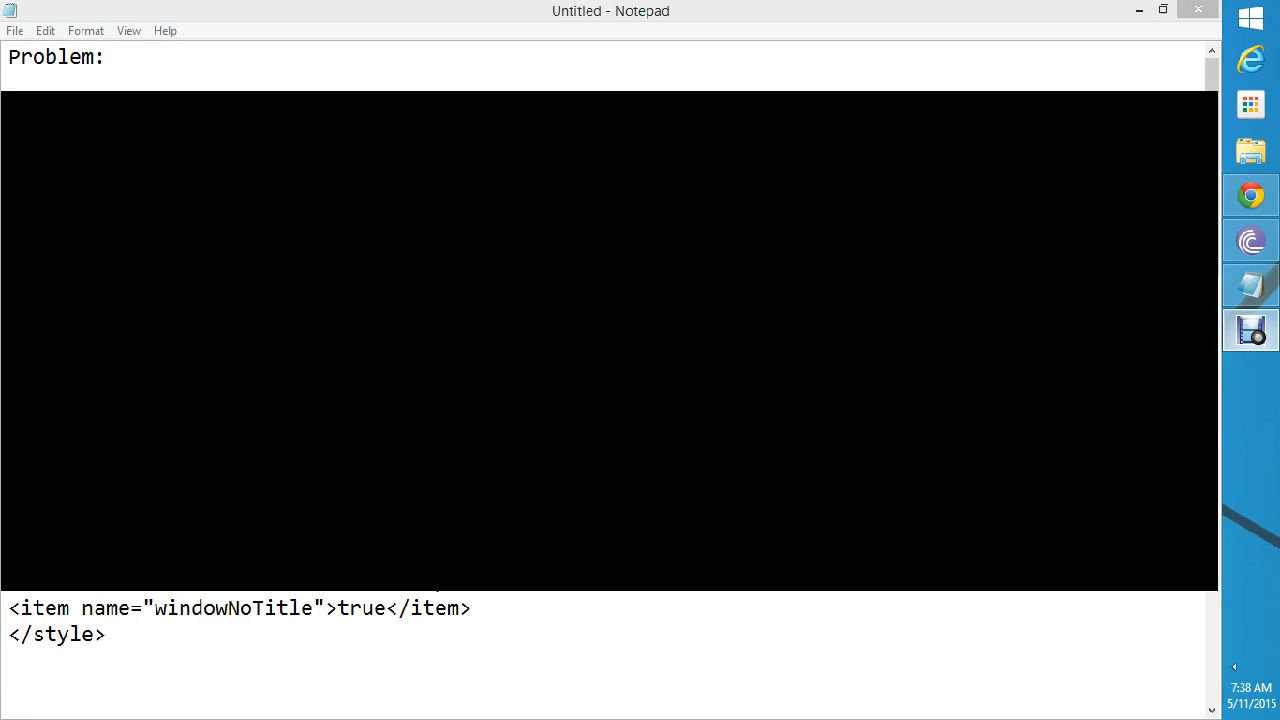 Untitled - Notepad
File Edit Format View Help
Problem:
<item name="windowNoTitle">true</item>
</style>
7:38 AM
5/11/2015